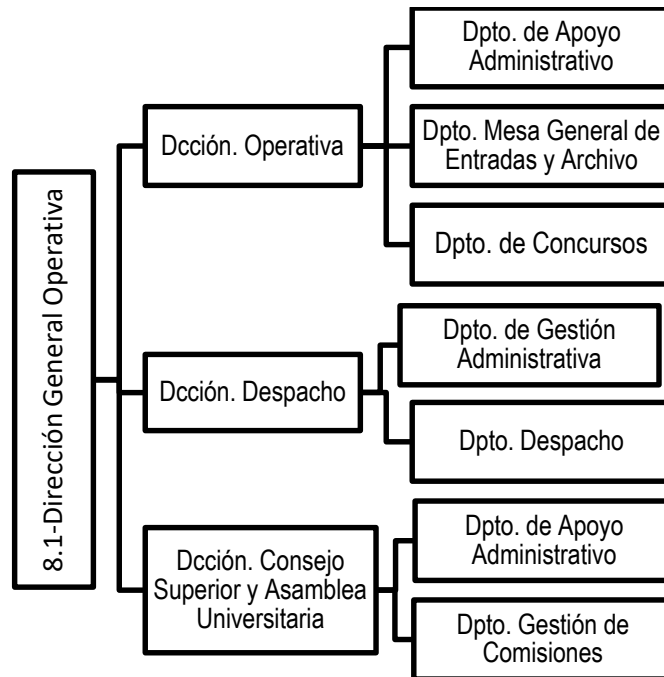 8.1-Dirección General Operativa
Dcción. Operativa
Dpto. de Apoyo
Administrativo
Dpto. Mesa General de
Entradas y Archivo
Dpto. de Concursos
Dcción. Despacho
Dpto. de Gestión
Administrativa
Dpto. Despacho
Dcción. Consejo
Superior y Asamblea
Universitaria
Dpto. de Apoyo
Administrativo
Dpto. Gestión de
Comisiones